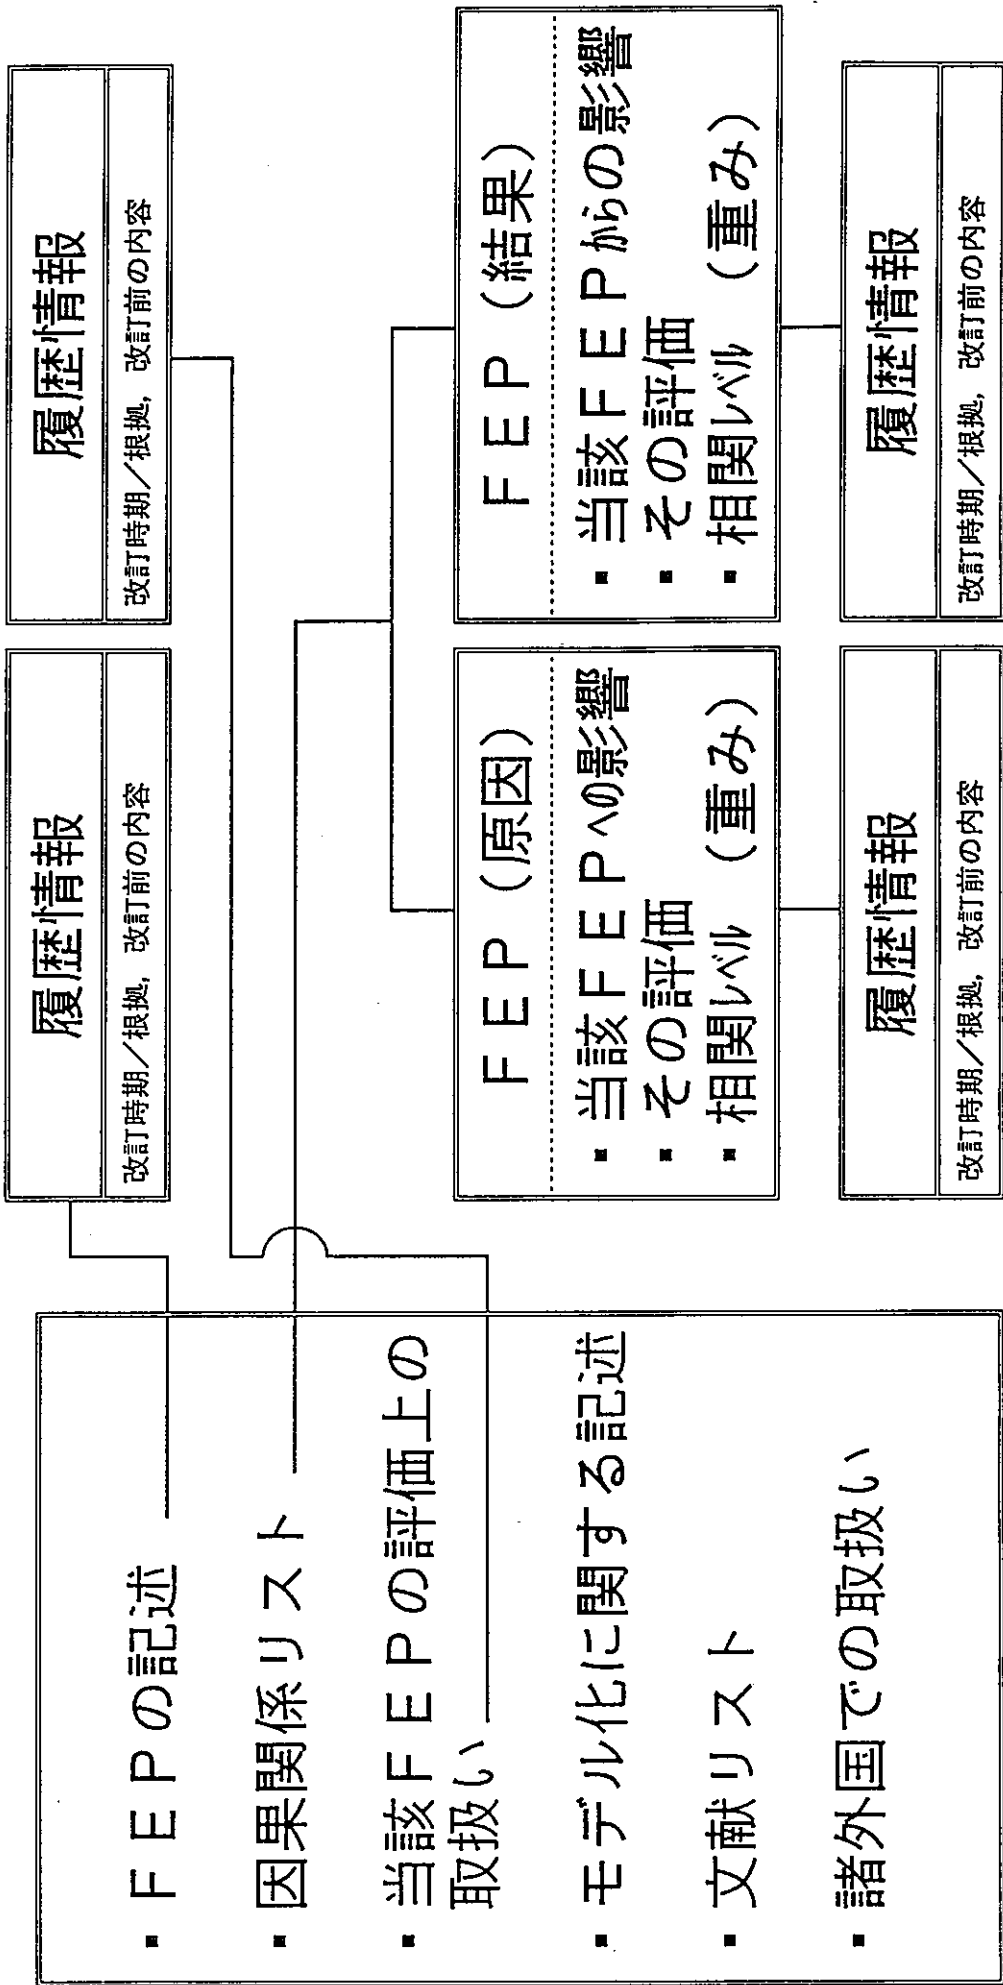 ・ＦＥＰの記述
・因果関係リスト
・当該ＦＥＰの評価上の
取扱い
・モデル化に関する記述
・文献リスト
・諸外国での取扱い
履歴情報
改訂時期／根拠，改訂前の内容
履歴情報
改訂時期／根拠，改訂前の内容
ＦＥＰ（原因）
・当該ＦＥＰへの影響
・その評価
・相関レベル（重み）
ＦＥＰ（結果）
・当該ＦＥＰからの影響
・その評価
・相関レベル（重み）
履歴情報
改訂時期／根拠，改訂前の内容
履歴情報
改訂時期／根拠，改訂前の内容